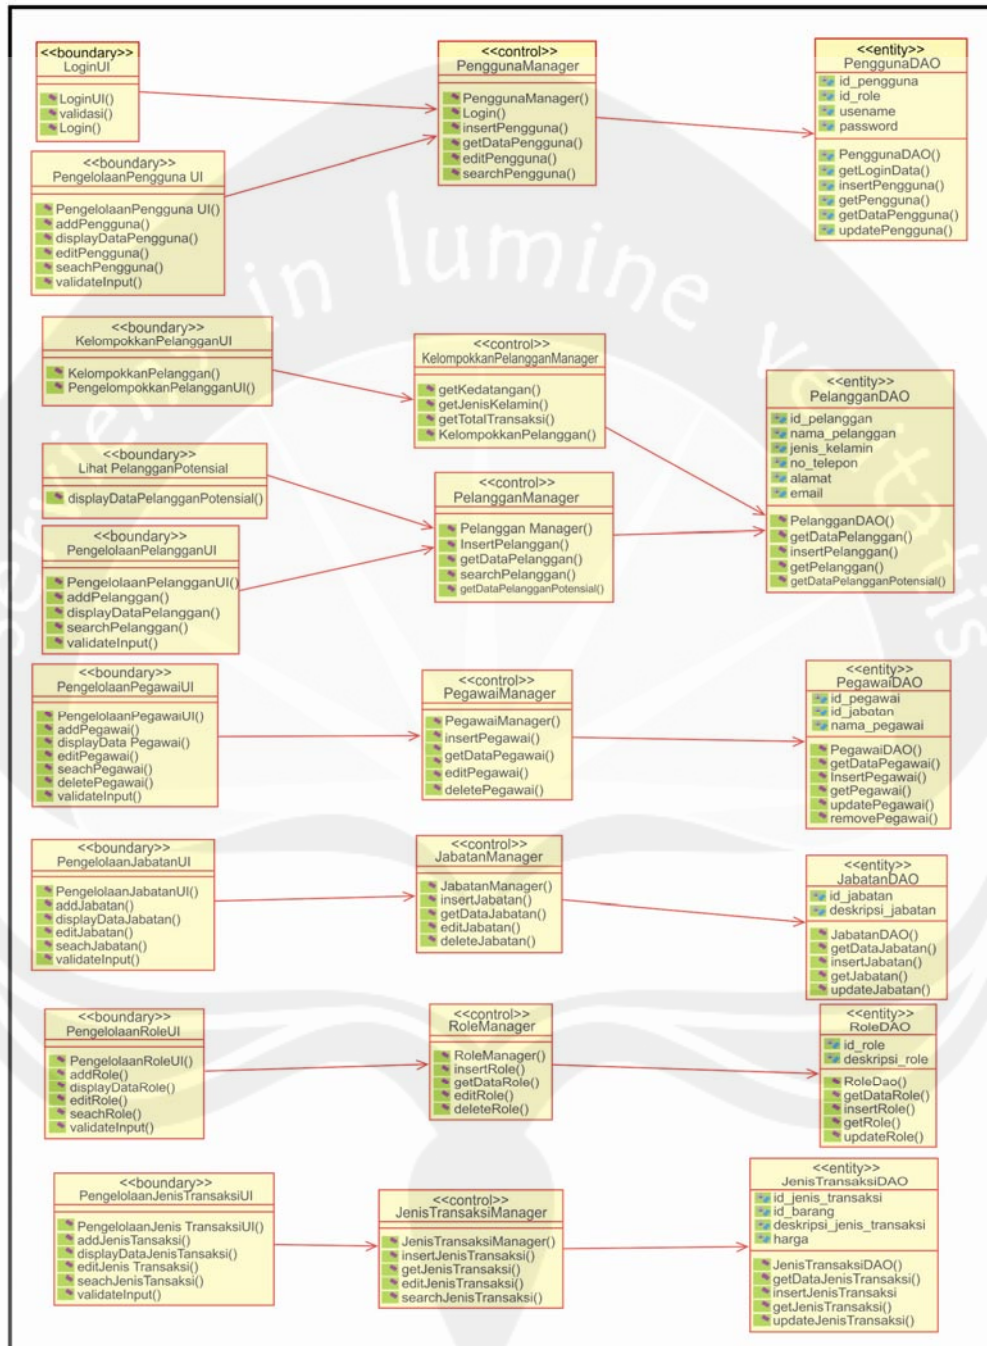 <<boundary>>
LoginUI
LoginUI()
validasi()
Login()
<<control>>
PenggunaManager
PenggunaManager()
Login()
insertPengguna()
getDataPengguna()
editPengguna()
searchPengguna()
<<entity>>
PenggunaDAO
id_pengguna
id_role
usename
password
PenggunaDAO()
getLoginData()
insertPengguna()
getPengguna()
getDataPengguna()
updatePengguna()
<<boundary>>
PengelolaanPengguna UI
PengelolaanPengguna UI()
addPengguna()
displayDataPengguna()
editPengguna()
seachPengguna()
validateInput()
<<boundary>>
KelompokkanPelangganUI
KelompokkanPelanggan()
PengelompokkanPelangganUI()
<<control>>
KelompokkanPelangganManager
getKedatangan()
getJenisKelamin()
getTotalTransaksi()
KelompokkanPelanggan()
<<entity>>
PelangganDAO
id_pelanggan
nama_pelanggan
jenis_kelamin
no_telepon
alamat
email
PelangganDAO()
getDataPelanggan()
insertPelanggan()
getPelanggan()
getDataPelangganPotensial()
<<boundary>>
Lihat PelangganPotensial
displayDataPelangganPotensial()
<<control>>
PelangganManager
Pelanggan Manager()
InsertPelanggan()
getDataPelanggan()
searchPelanggan()
getDataPelangganPotensial()
<<boundary>>
PengelolaanPelangganUI
PengelolaanPelangganUI()
addPelanggan()
displayDataPelanggan()
searchPelanggan()
validateInput()
<<boundary>>
PengelolaanPegawaiUI
PengelolaanPegawaiUI()
addPegawai()
displayData Pegawai()
editPegawai()
seachPegawai()
deletePegawai()
validateInput()
<<control>>
PegawaiManager
PegawaiManager()
insertPegawai()
getDataPegawai()
editPegawai()
deletePegawai()
<<entity>>
PegawaiDAO
id_pegawai
id_jabatan
nama_pegawai
PegawaiDAO()
getDataPegawai()
InsertPegawai()
getPegawai()
updatePegawai()
removePegawai()
<<boundary>>
PengelolaanJabatanUI
PengelolaanJabatanUI()
addJabatan()
displayDataJabatan()
editJabatan()
seachJabatan()
validateInput()
<<control>>
JabatanManager
JabatanManager()
insertJabatan()
getDataJabatan()
editJabatan()
deleteJabatan()
<<entity>>
JabatanDAO
id_jabatan
deskripsi_jabatan
JabatanDAO()
getDataJabatan()
insertJabatan()
getJabatan()
updateJabatan()
<<boundary>>
PengelolaanRoleUI
PengelolaanRoleUI()
addRole()
displayDataRole()
editRole()
seachRole()
validateInput()
<<control>>
RoleManager
RoleManager()
insertRole()
getDataRole()
editRole()
deleteRole()
<<entity>>
RoleDAO
id_role
deskripsi_role
RoleDao()
getDataRole()
insertRole()
getRole()
updateRole()
<<boundary>>
PengelolaanJenisTransaksiUI
PengelolaanJenis TransaksiUI()
addJenisTansaksi()
displayDataJenisTansaksi()
editJenis Transaksi()
seachJenisTansaksi()
validateInput()
<<control>>
JenisTransaksiManager
JenisTransaksiManager()
insertJenisTransaksi()
getJenisTransaksi()
editJenisTransaksi()
searchJenisTransaksi()
<<entity>>
JenisTransaksiDAO
id_jenis_transaksi
id_barang
deskripsi_jenis_transaksi
harga
JenisTransaksiDAO()
getDataJenisTransaksi()
insertJenisTransaksi
getJenisTransaksi()
updateJenisTransaksi()
serviens in lumine veritatis